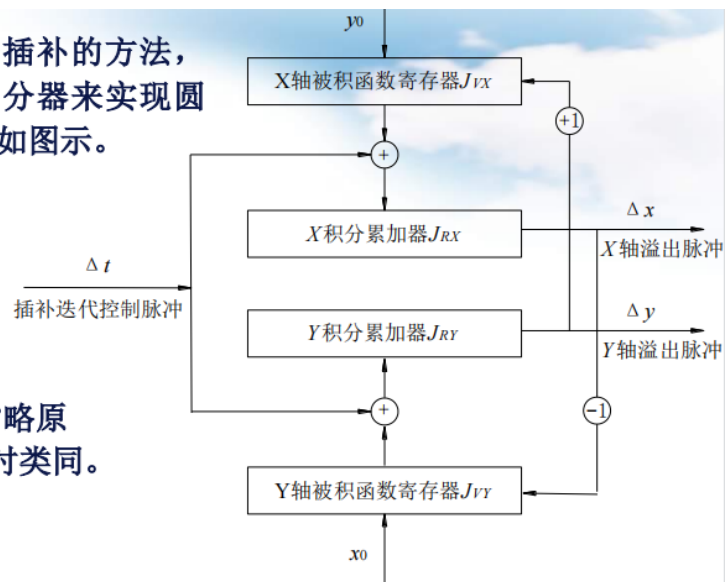 插补的方法，
分器来实现圆
如图示。
y0
X轴被积函数寄存器JVX
+1
+
X积分累加器JRX
Δx
X轴溢出脉冲
Δt
插补迭代控制脉冲
Y积分累加器JRY
Δy
Y轴溢出脉冲
略原
+
-1
时类同。
Y轴被积函数寄存器JVY
x0